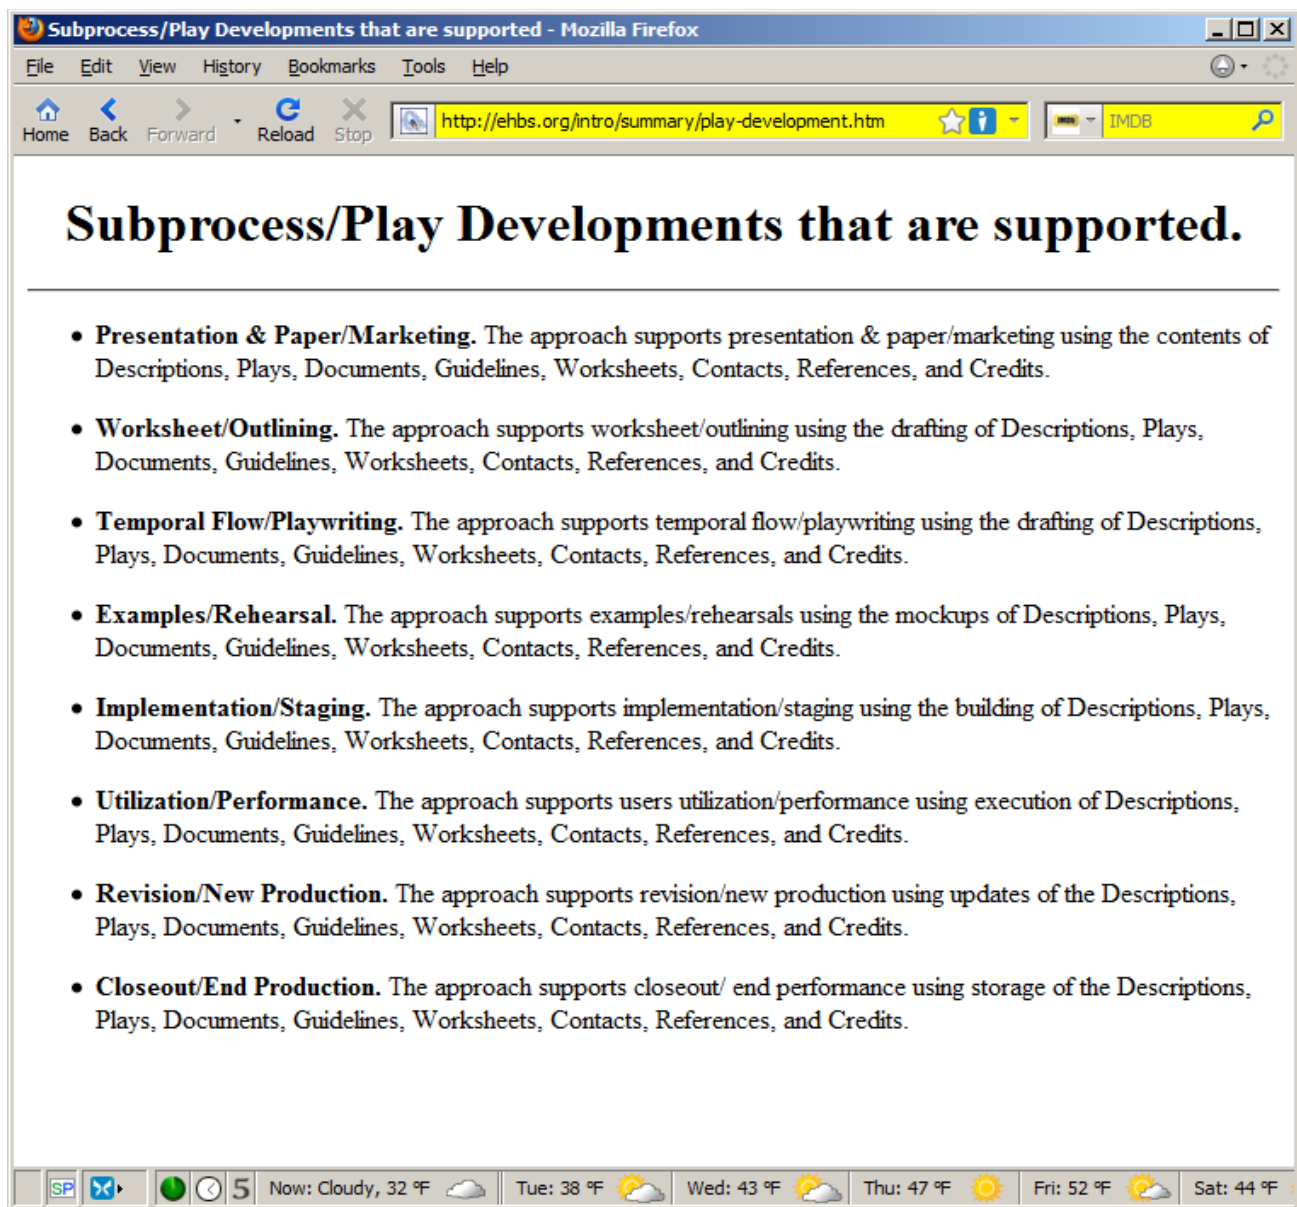 Subprocess/Play Developments that are supported - Mozilla Firefox
File Edit View History Bookmarks Tools Help
Home Back Forward Reload Stop http://ehbs.org/intro/summary/play-development.htm IMDB
Subprocess/Play Developments that are supported.
• Presentation & Paper/Marketing. The approach supports presentation & paper/marketing using the contents of
Descriptions, Plays, Documents, Guidelines, Worksheets, Contacts, References, and Credits.
• Worksheet/Outlining. The approach supports worksheet/outlining using the drafting of Descriptions, Plays,
Documents, Guidelines, Worksheets, Contacts, References, and Credits.
• Temporal Flow/Playwriting. The approach supports temporal flow/playwriting using the drafting of Descriptions,
Plays, Documents, Guidelines, Worksheets, Contacts, References, and Credits.
• Examples/Rehearsal. The approach supports examples/rehearsals using the mockups of Descriptions, Plays,
Documents, Guidelines, Worksheets, Contacts, References, and Credits.
• Implementation/Staging. The approach supports implementation/staging using the building of Descriptions, Plays,
Documents, Guidelines, Worksheets, Contacts, References, and Credits.
• Utilization/Performance. The approach supports users utilization/performance using execution of Descriptions,
Plays, Documents, Guidelines, Worksheets, Contacts, References, and Credits.
• Revision/New Production. The approach supports revision/new production using updates of the Descriptions,
Plays, Documents, Guidelines, Worksheets, Contacts, References, and Credits.
• Closeout/End Production. The approach supports closeout/ end performance using storage of the Descriptions,
Plays, Documents, Guidelines, Worksheets, Contacts, References, and Credits.
SP 5 Now: Cloudy, 32 °F Tue: 38 °F Wed: 43 °F Thu: 47 °F Fri: 52 °F Sat: 44 °F